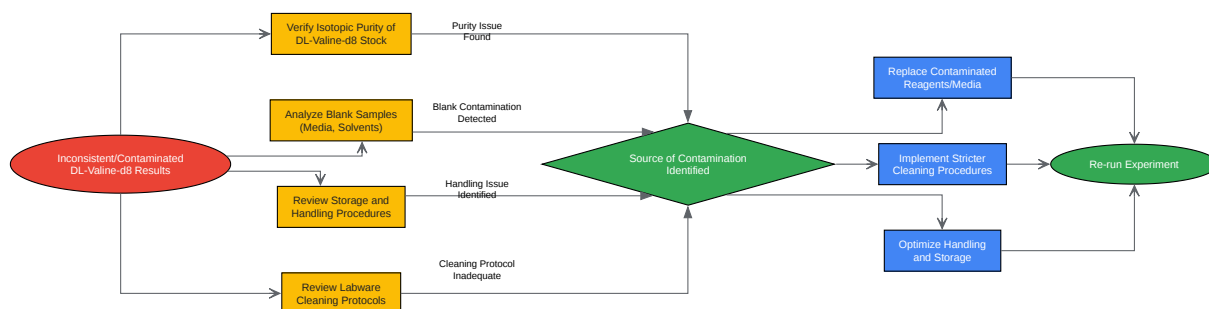 Verify Isotopic Purity of
DL-Valine-d8 Stock
Purity Issue
Found
Replace Contaminated
Reagents/Media
Analyze Blank Samples
(Media, Solvents)
Blank Contamination
Detected
Inconsistent/Contaminated
DL-Valine-d8 Results
Source of Contamination
Identified
Implement Stricter
Cleaning Procedures
Re-run Experiment
Review Storage and
Handling Procedures
Handling Issue
Identified
Optimize Handling
and Storage
Cleaning Protocol
Inadequate
Review Labware
Cleaning Protocols